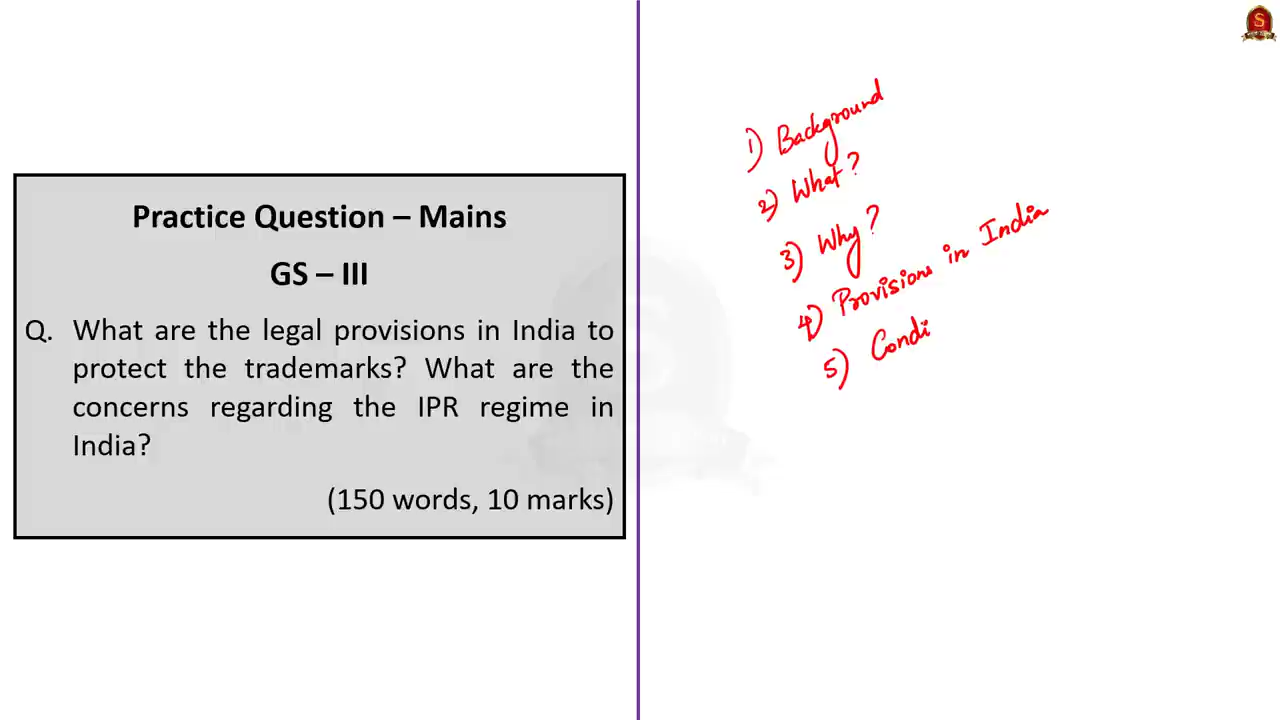 Practice Question – Mains
GS – III
Q. What are the legal provisions in India to
protect the trademarks? What are the
concerns regarding the IPR regime in
India?
(150 words, 10 marks)
1) Background
2) What?
3) Why?
4) Provisions in India
5) Condi